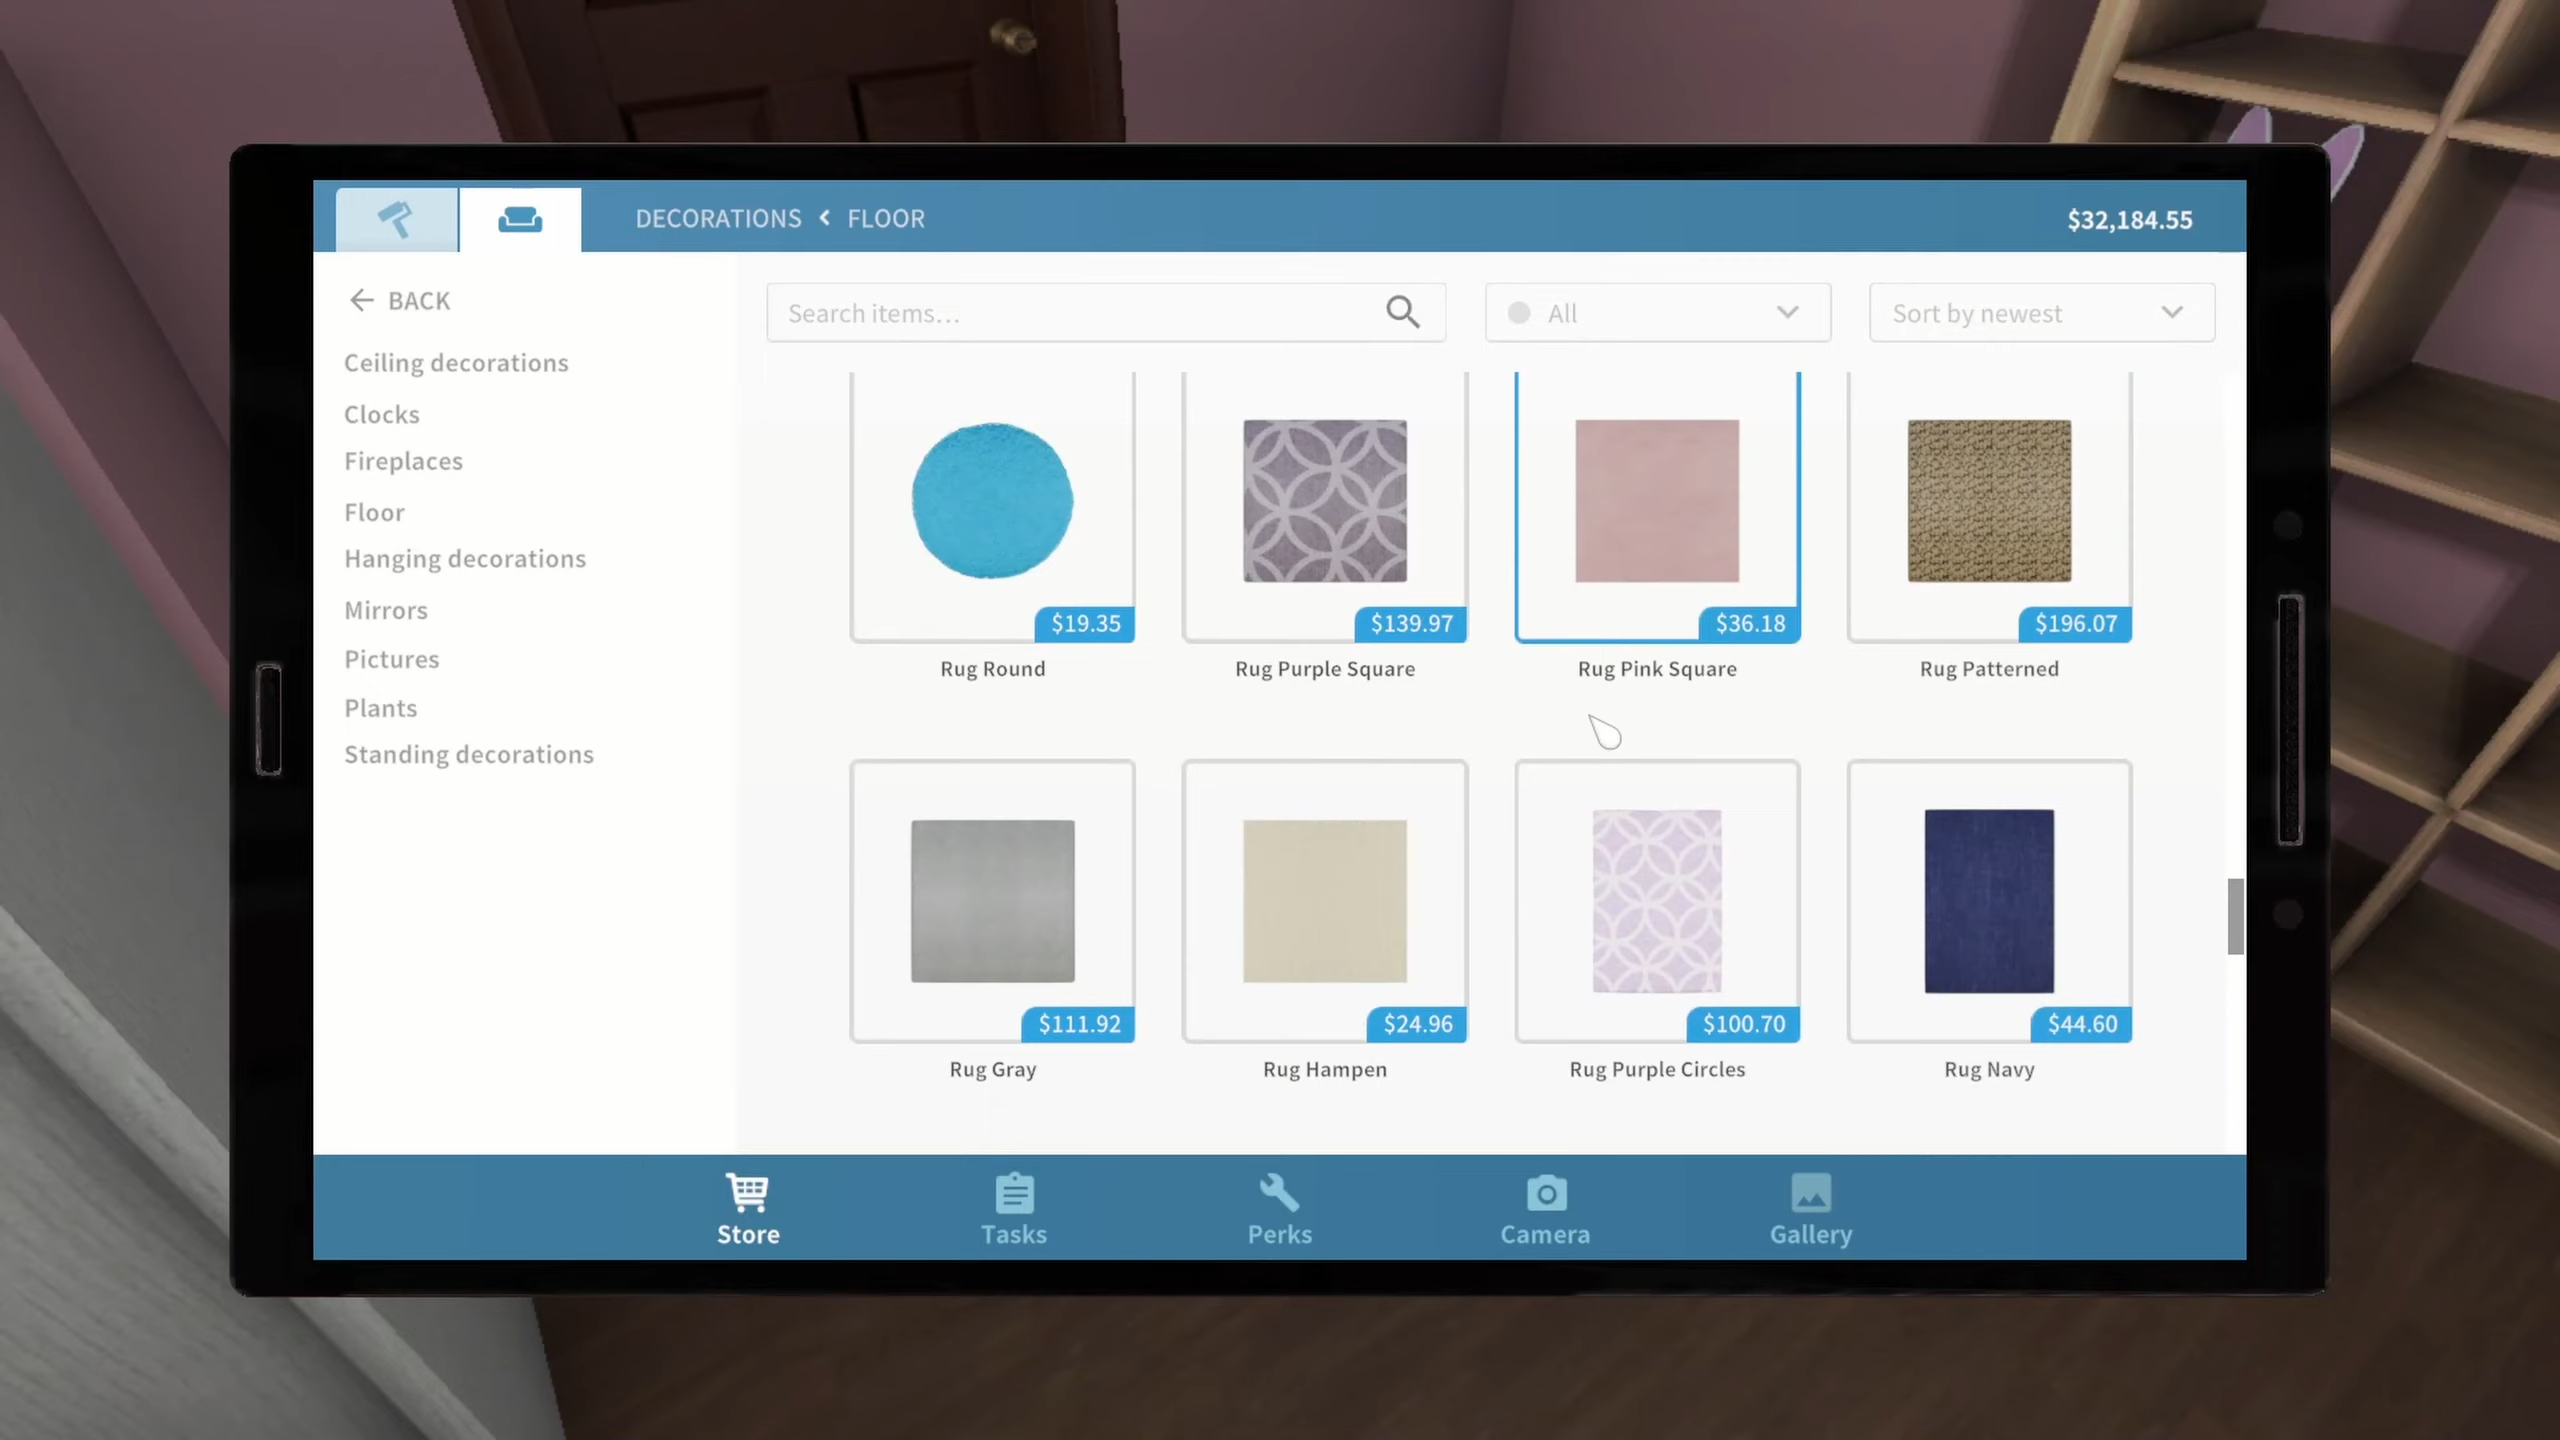 DECORATIONS < FLOOR
$32,184.55
BACK
Search items...
All
Sort by newest
Ceiling decorations
Clocks
Fireplaces
Floor
Hanging decorations
Mirrors
Pictures
Plants
Standing decorations
$19.35
$139.97
$36.18
$196.07
Rug Round
Rug Purple Square
Rug Pink Square
Rug Patterned
$111.92
$24.96
$100.70
$44.60
Rug Gray
Rug Hampen
Rug Purple Circles
Rug Navy
Store
Tasks
Perks
Camera
Gallery